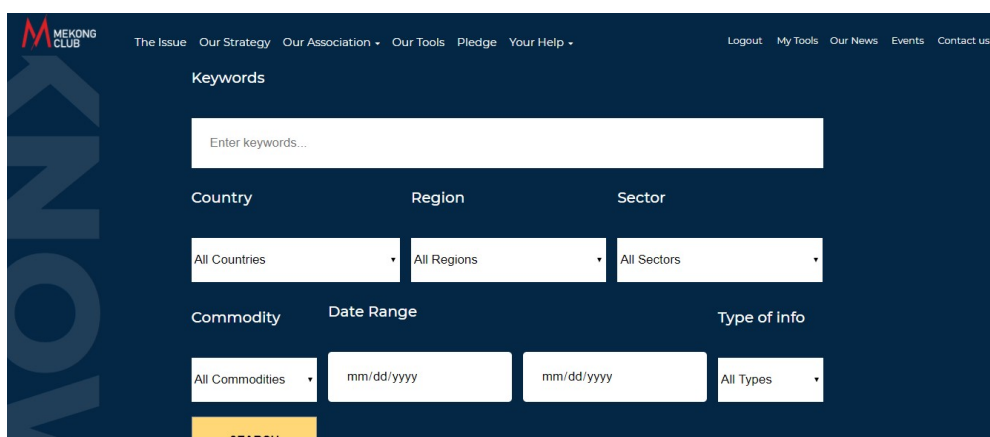 MEKONG
CLUB
The Issue Our Strategy Our Association Our Tools Pledge Your Help
Logout My Tools Our News Events Contact us
Keywords
Enter keywords...
Country Region Sector
All Countries All Regions All Sectors
Commodity Date Range Type of info
All Commodities mm/dd/yyyy mm/dd/yyyy All Types
SEARCH
KNOW